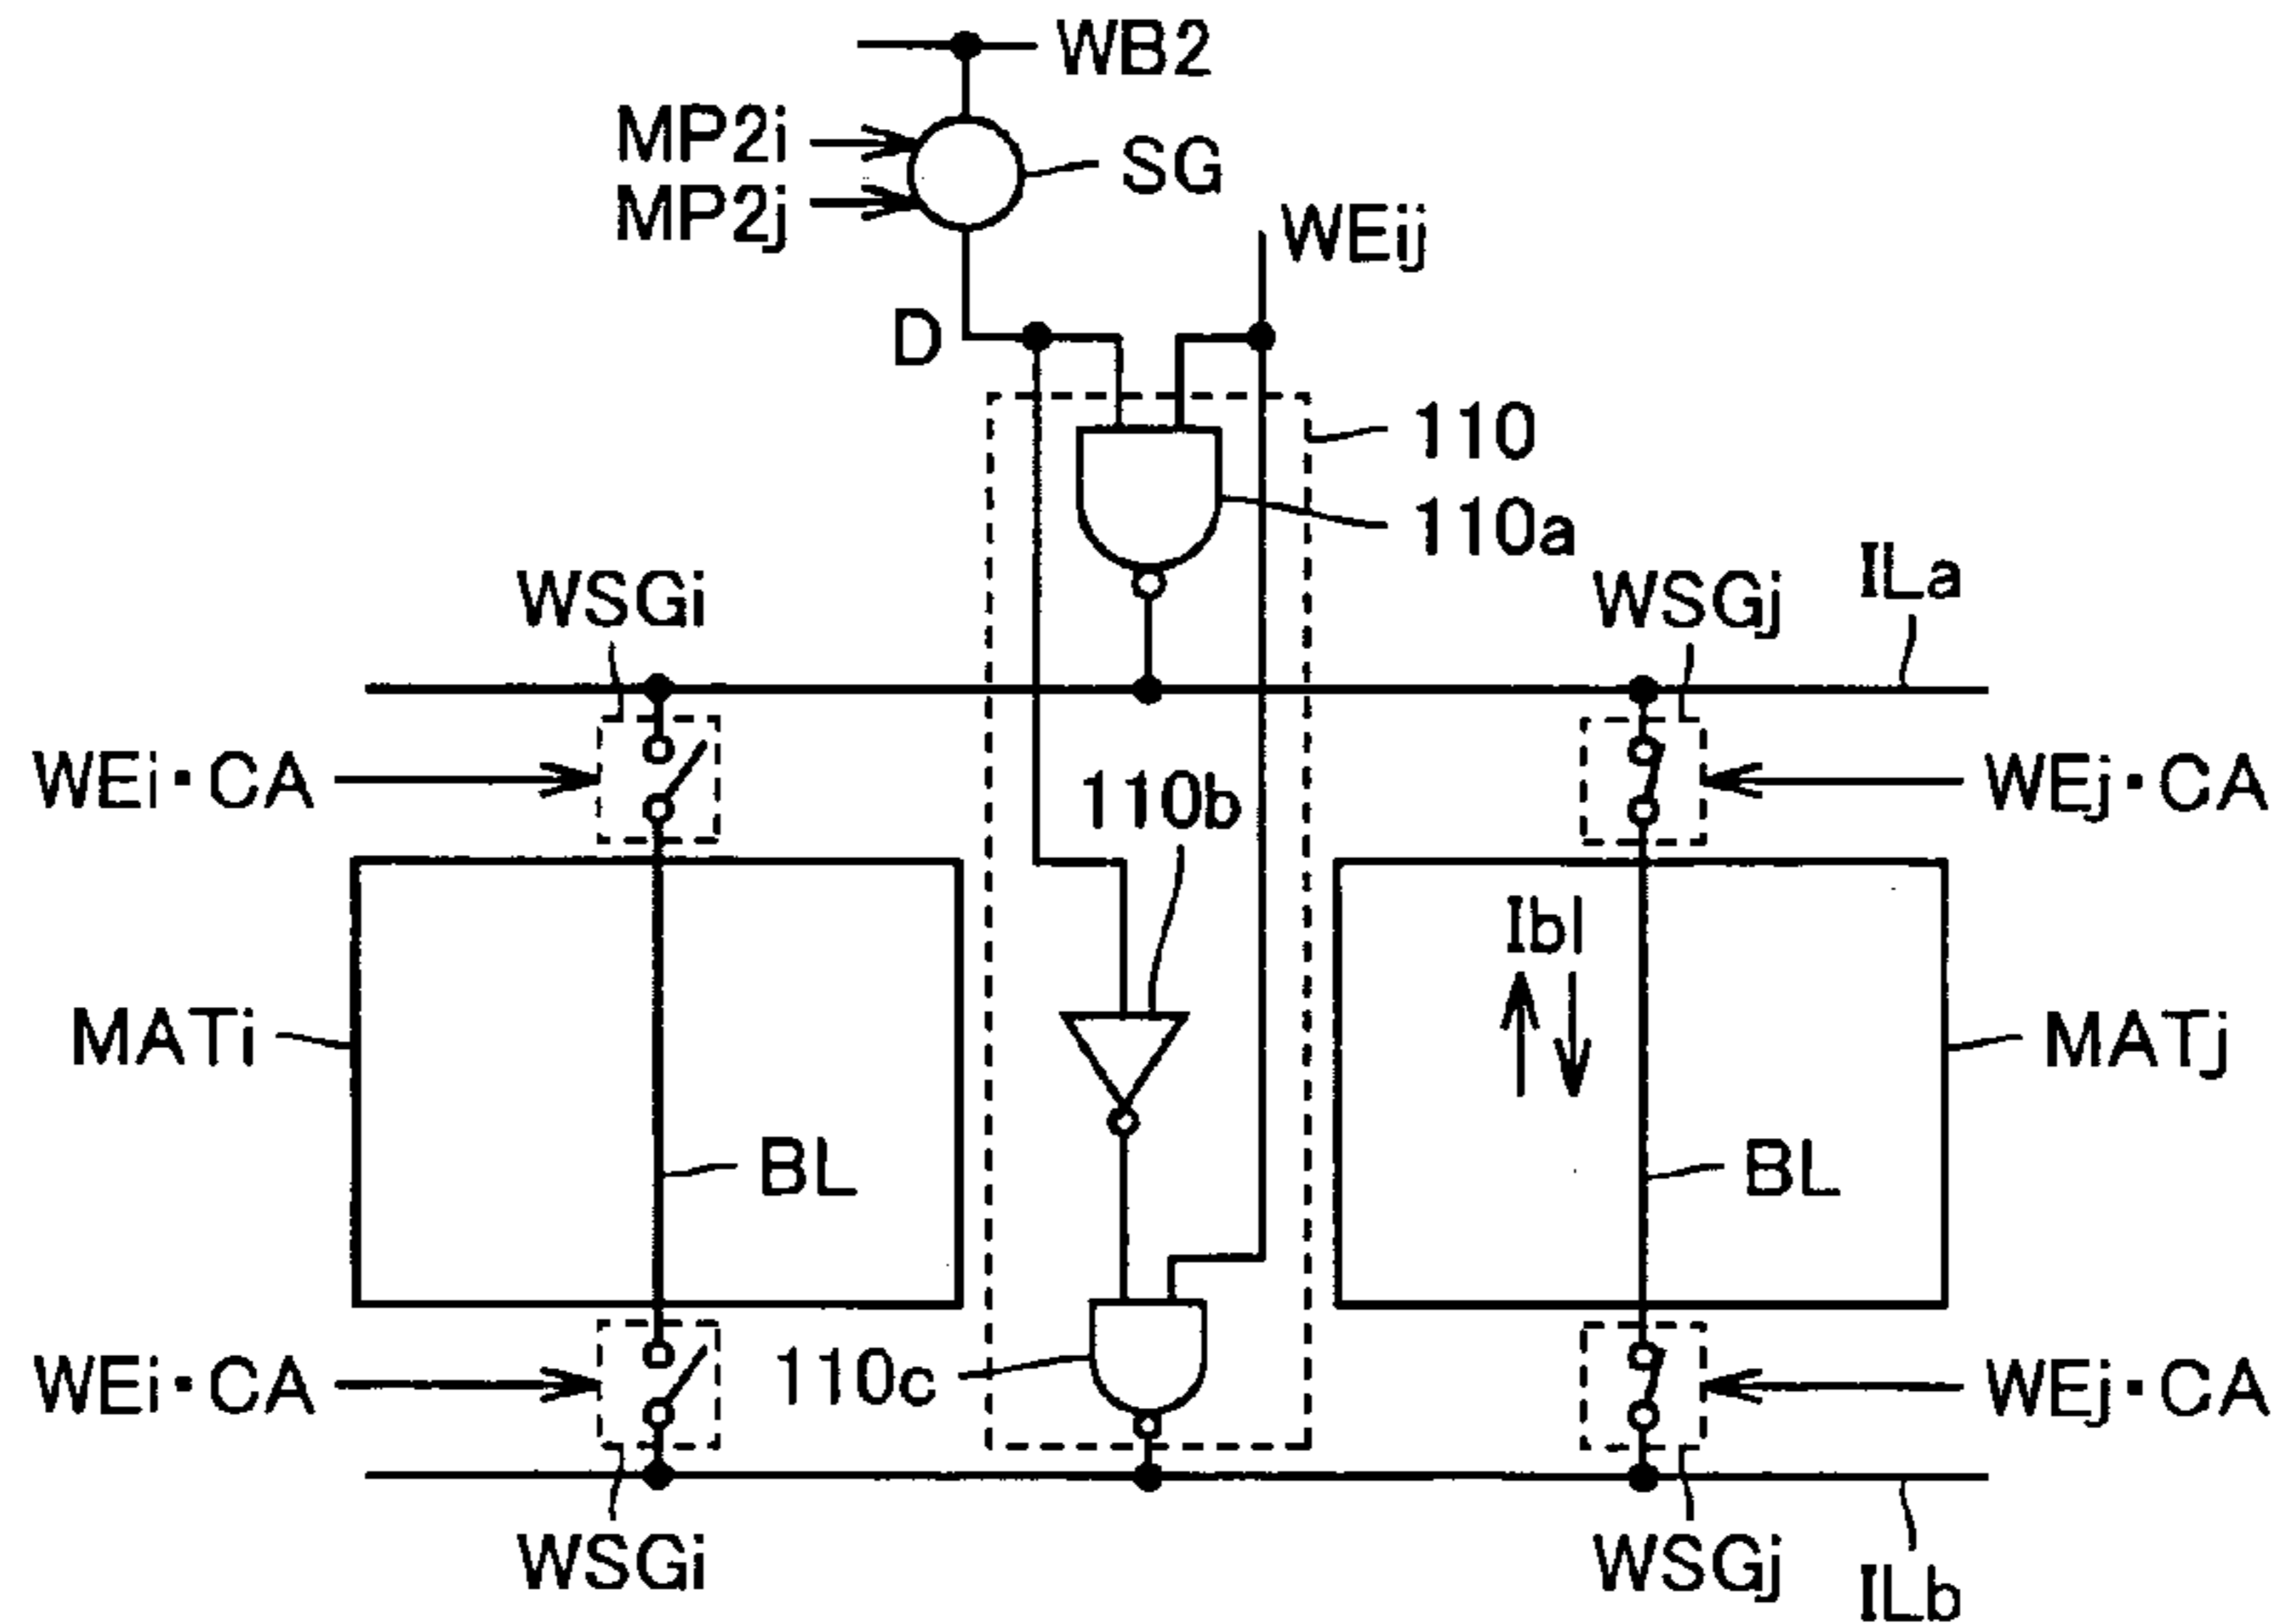 WB2
MP2i
SG
MP2j
WEij
D
110
110a
WSGi
WSGj
ILa
WEi・CA
110b
WEj・CA
Ibl
MATi
MATj
BL
BL
WEi・CA
110c
WEj・CA
WSGi
WSGj
ILb